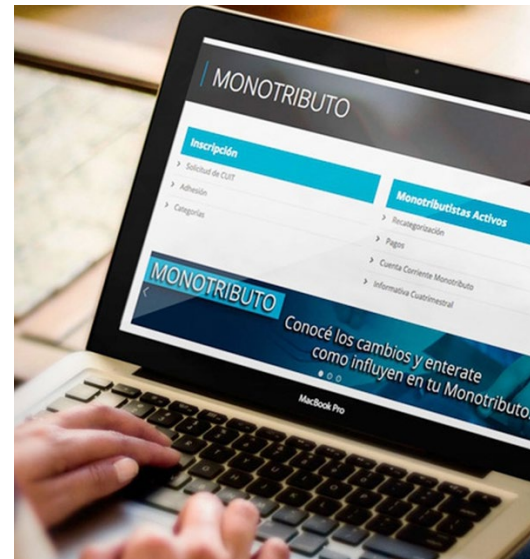 MONOTRIBUTO
Inscripción
Solicitud de CUIT
Adhesión
Categorías
Monotributistas Activos
Recategorización
Pagos
Cuenta Corriente Monotributo
Informativa Cuatrimestral
MONOTRIBUTO
Conocé los cambios y enterate
como influyen en tu Monotributo.
MacBook Pro